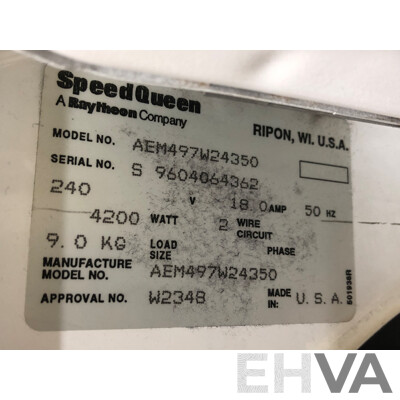 SpeedQueen
A Raytheon Company
RIPON, WI. U.S.A.
MODEL NO. AEM497W24350
SERIAL NO. S 9604064362
240 V 18.0 AMP 50 HZ
4200 WATT 2 WIRE CIRCUIT PHASE
9.0 KG LOAD SIZE
MANUFACTURE MODEL NO. AEM497W24350
APPROVAL NO. W2348 MADE IN: U.S.A.
501936R
EHVA